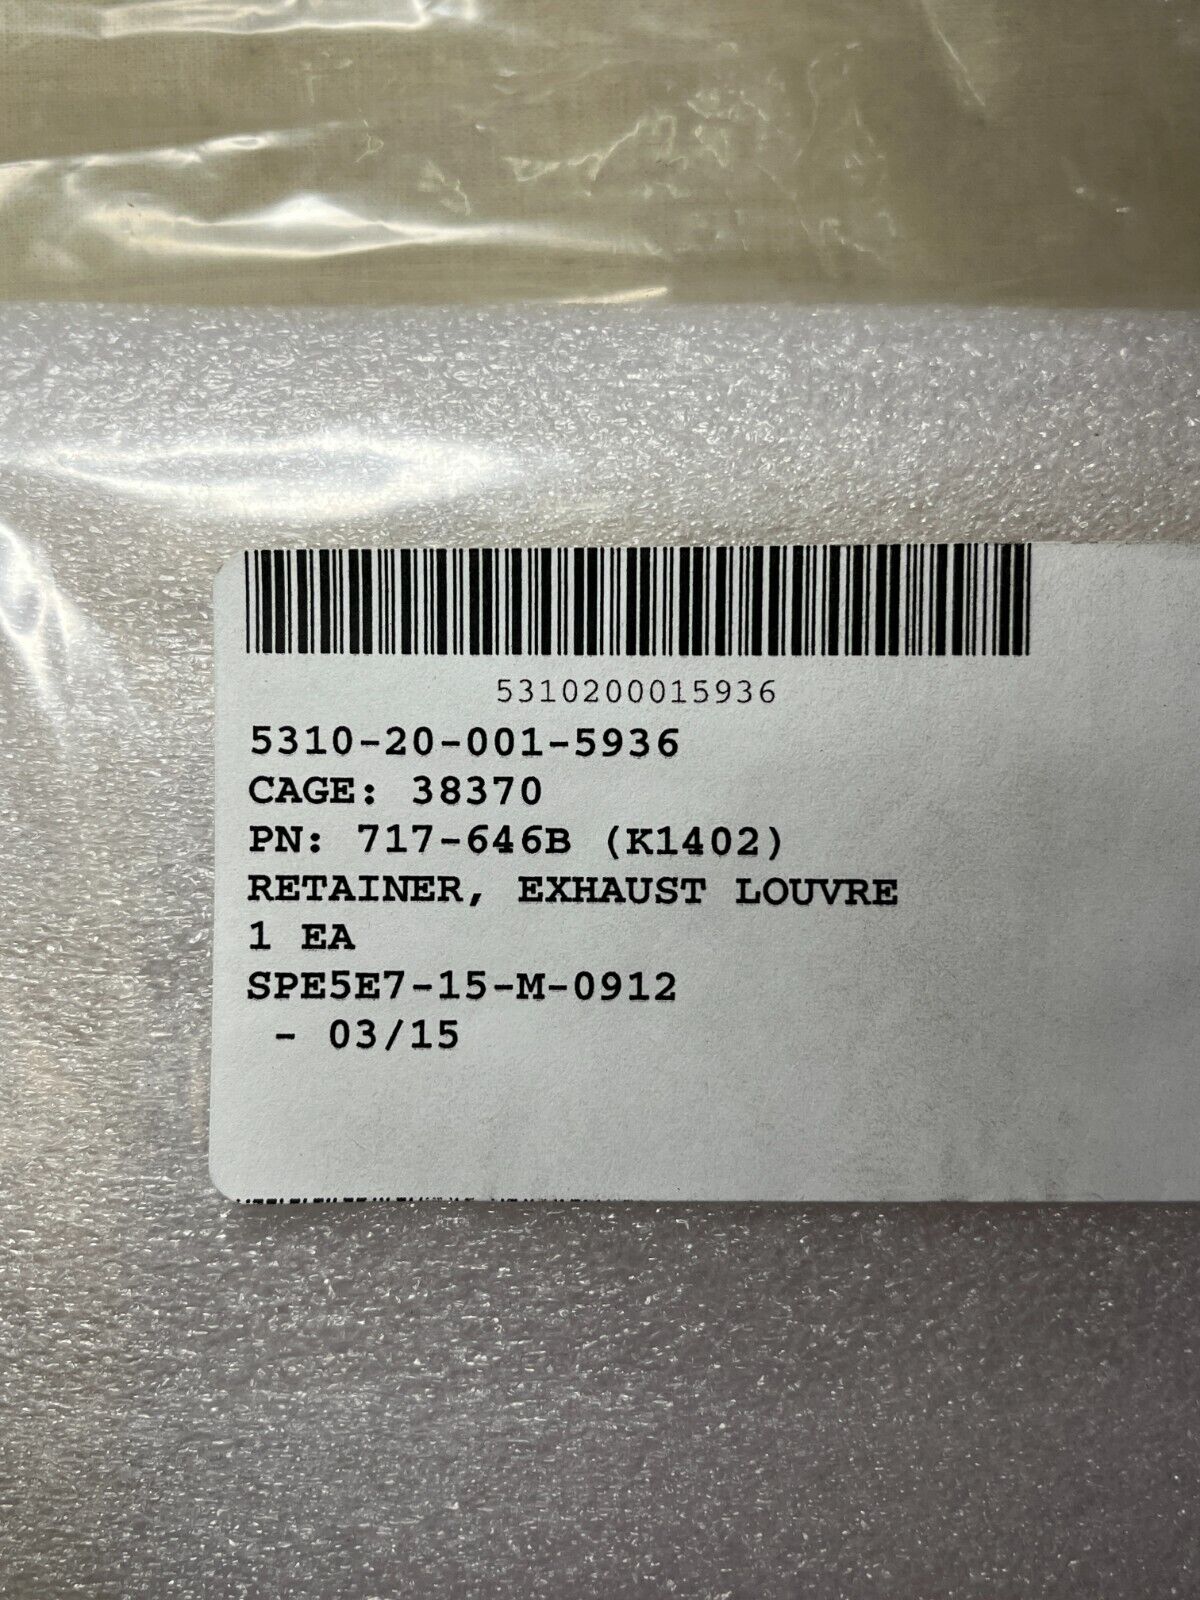 5310200015936
5310-20-001-5936
CAGE: 38370
PN: 717-646B (K1402)
RETAINER, EXHAUST LOUVRE
1 EA
SPE5E7-15-M-0912
- 03/15